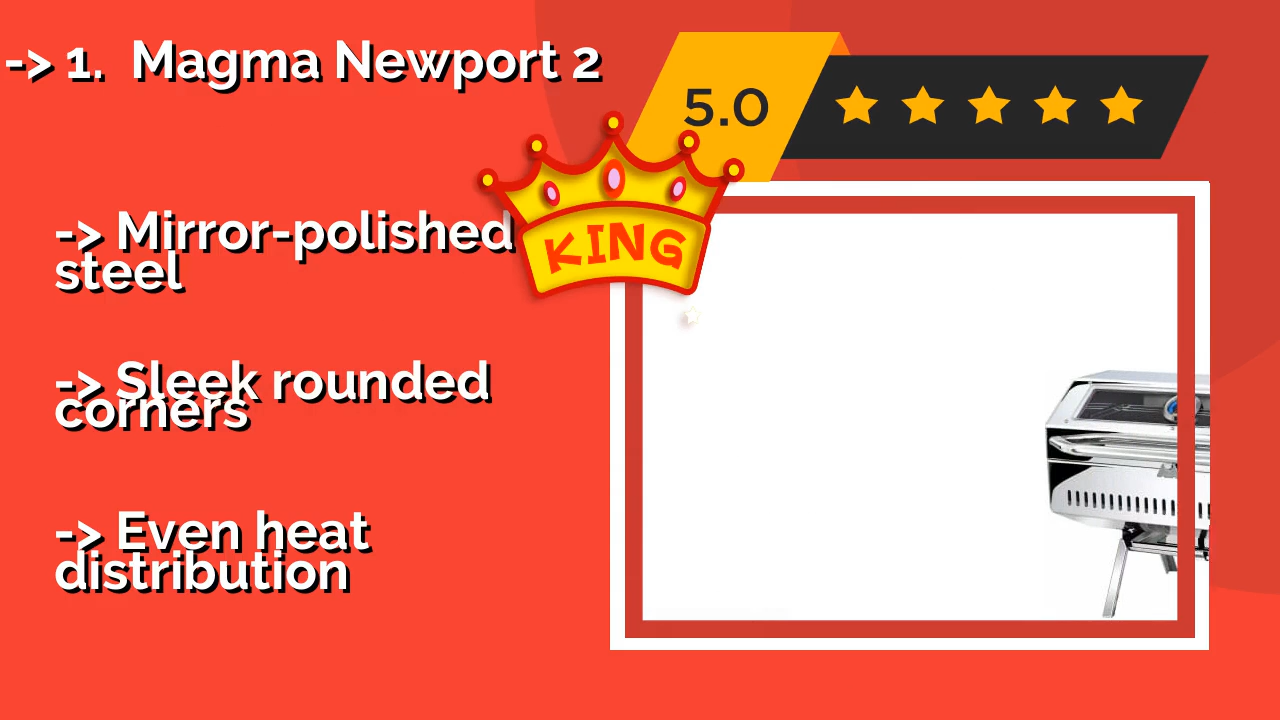 -> 1.  Magma Newport 2
5.0
KING
-> Mirror-polished
steel
-> Sleek rounded
corners
-> Even heat
distribution